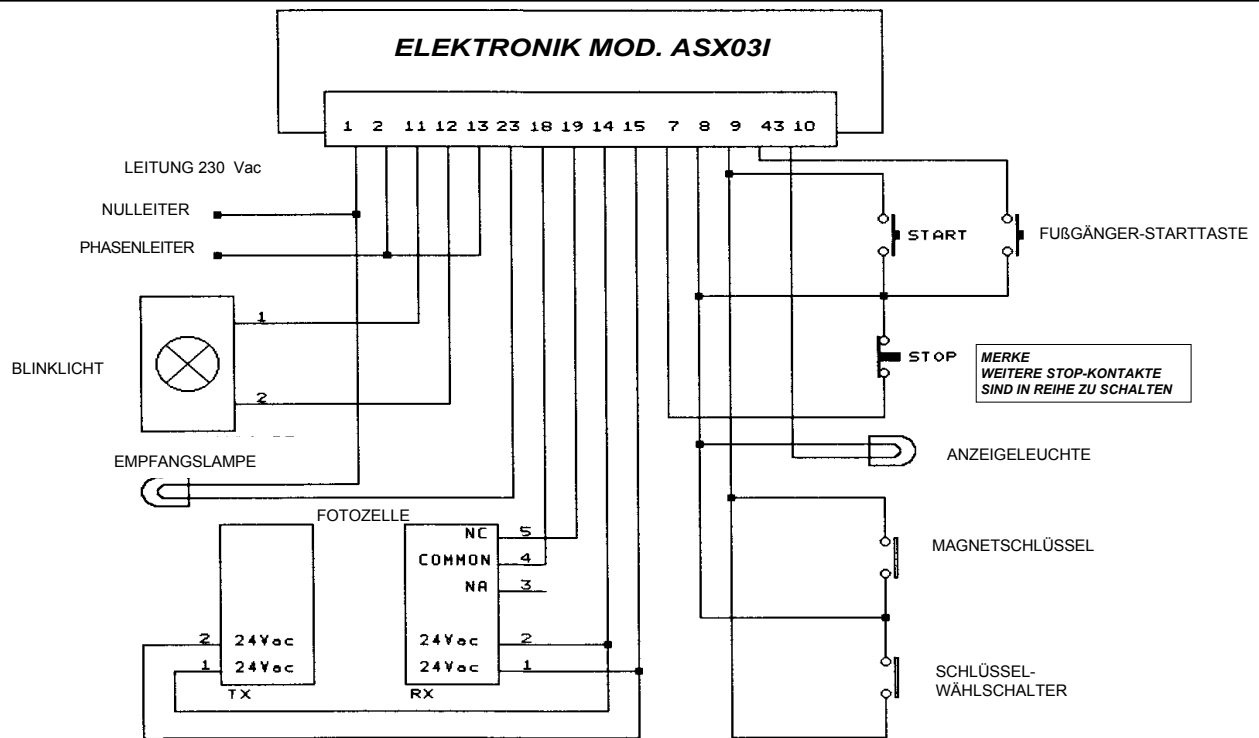 ELEKTRONIK MOD. ASX03I
1 2 11 12 13 23 18 19 14 15 7 8 9 43 10
LEITUNG 230 Vac
NULLEITER
PHASENLEITER
START
FUßGÄNGER-STARTTASTE
BLINKLICHT
1
2
STOP
MERKE
WEITERE STOP-KONTAKTE
SIND IN REIHE ZU SCHALTEN
EMPFANGSLAMPE
ANZEIGELEUCHTE
FOTOZELLE
NC 5
COMMON 4
NA 3
MAGNETSCHLÜSSEL
2 24Vac
1 24Vac
TX
24Vac 2
24Vac 1
RX
SCHLÜSSEL-
WÄHLSCHALTER